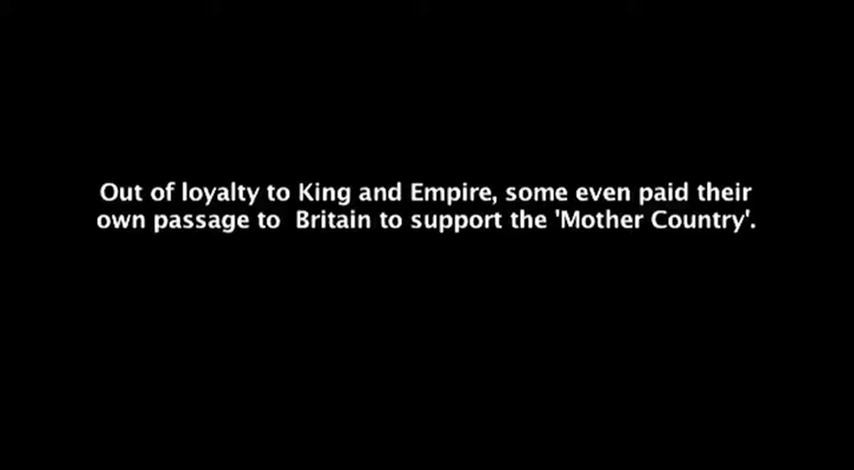 Out of loyalty to King and Empire, some even paid their
own passage to  Britain to support the 'Mother Country'.